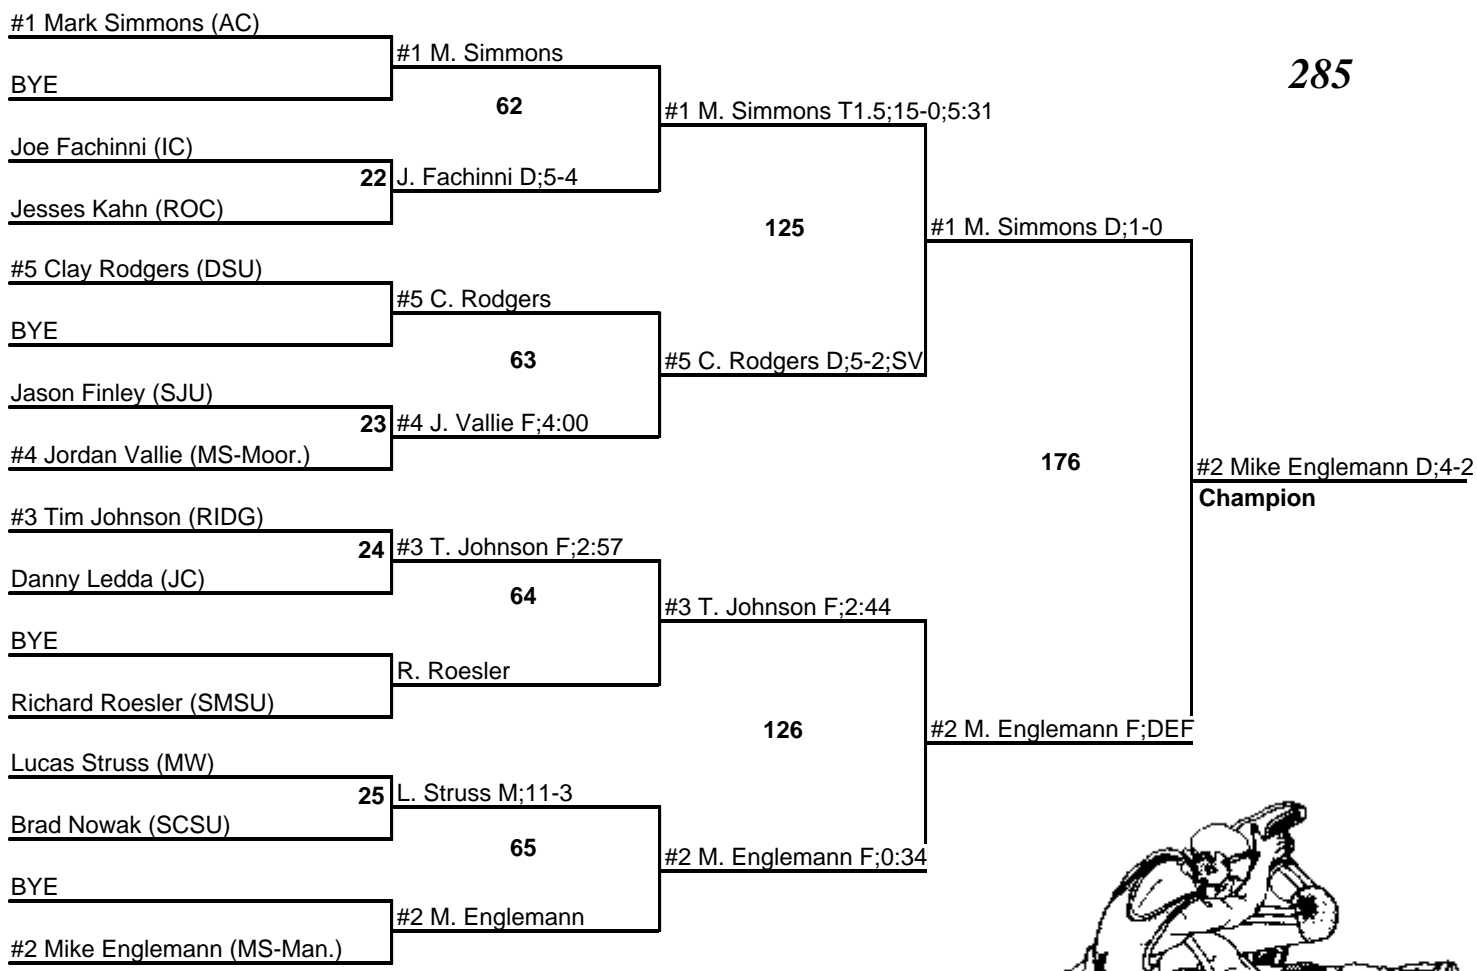 #1 Mark Simmons (AC)
BYE
Joe Fachinni (IC)
Jesses Kahn (ROC)
#5 Clay Rodgers (DSU)
BYE
Jason Finley (SJU)
#4 Jordan Vallie (MS-Moor.)
#3 Tim Johnson (RIDG)
Danny Ledda (JC)
BYE
Richard Roesler (SMSU)
Lucas Struss (MW)
Brad Nowak (SCSU)
BYE
#2 Mike Englemann (MS-Man.)
22
23
24
25
#1 M. Simmons
J. Fachinni D;5-4
#5 C. Rodgers
#4 J. Vallie F;4:00
#3 T. Johnson F;2:57
R. Roesler
L. Struss M;11-3
#2 M. Englemann
62
63
64
65
#1 M. Simmons T1.5;15-0;5:31
#5 C. Rodgers D;5-2;SV
#3 T. Johnson F;2:44
#2 M. Englemann F;0:34
125
126
#1 M. Simmons D;1-0
#2 M. Englemann F;DEF
176
#2 Mike Englemann D;4-2
Champion
285